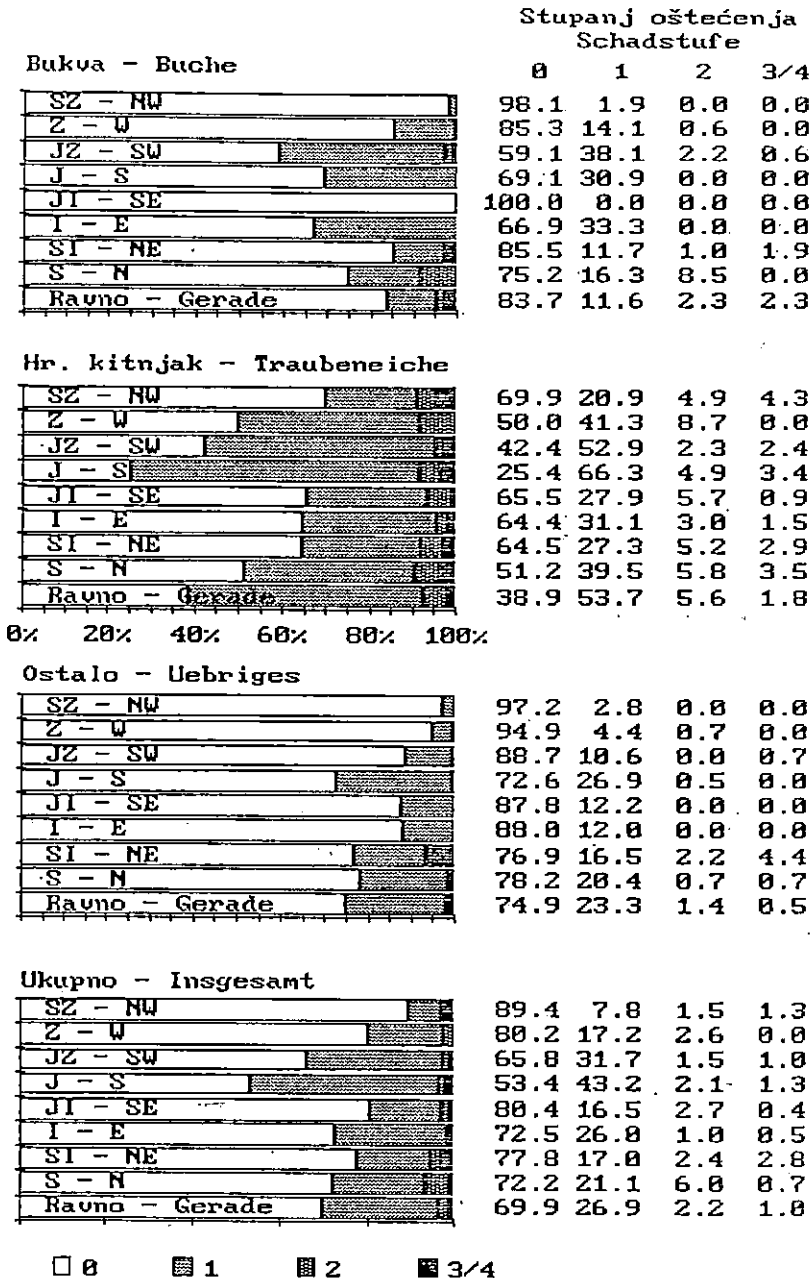 Stupanj oštećenja
Schadstufe
Bukva - Buche 0 1 2 3/4
SZ - NW 98.1 1.9 0.0 0.0
Z - W 85.3 14.1 0.6 0.0
JZ - SW 59.1 38.1 2.2 0.6
J - S 69.1 30.9 0.0 0.0
JI - SE 100.0 0.0 0.0 0.0
I - E 66.9 33.3 0.0 0.0
SI - NE 85.5 11.7 1.0 1.9
S - N 75.2 16.3 8.5 0.0
Ravno - Gerade 83.7 11.6 2.3 2.3
Hr. kitnjak - Traubeneiche
SZ - NW 69.9 20.9 4.9 4.3
Z - W 50.0 41.3 8.7 0.0
JZ - SW 42.4 52.9 2.3 2.4
J - S 25.4 66.3 4.9 3.4
JI - SE 65.5 27.9 5.7 0.9
I - E 64.4 31.1 3.0 1.5
SI - NE 64.5 27.3 5.2 2.9
S - N 51.2 39.5 5.8 3.5
Ravno - Gerade 38.9 53.7 5.6 1.8
0% 20% 40% 60% 80% 100%
Ostalo - Uebriges
SZ - NW 97.2 2.8 0.0 0.0
Z - W 94.9 4.4 0.7 0.0
JZ - SW 88.7 10.6 0.0 0.7
J - S 72.6 26.9 0.5 0.0
JI - SE 87.8 12.2 0.0 0.0
I - E 88.0 12.0 0.0 0.0
SI - NE 76.9 16.5 2.2 4.4
S - N 78.2 20.4 0.7 0.7
Ravno - Gerade 74.9 23.3 1.4 0.5
Ukupno - Insgesamt
SZ - NW 89.4 7.8 1.5 1.3
Z - W 80.2 17.2 2.6 0.0
JZ - SW 65.8 31.7 1.5 1.0
J - S 53.4 43.2 2.1 1.3
JI - SE 80.4 16.5 2.7 0.4
I - E 72.5 26.0 1.0 0.5
SI - NE 77.8 17.0 2.4 2.8
S - N 72.2 21.1 6.0 0.7
Ravno - Gerade 69.9 26.9 2.2 1.0
0 1 2 3/4